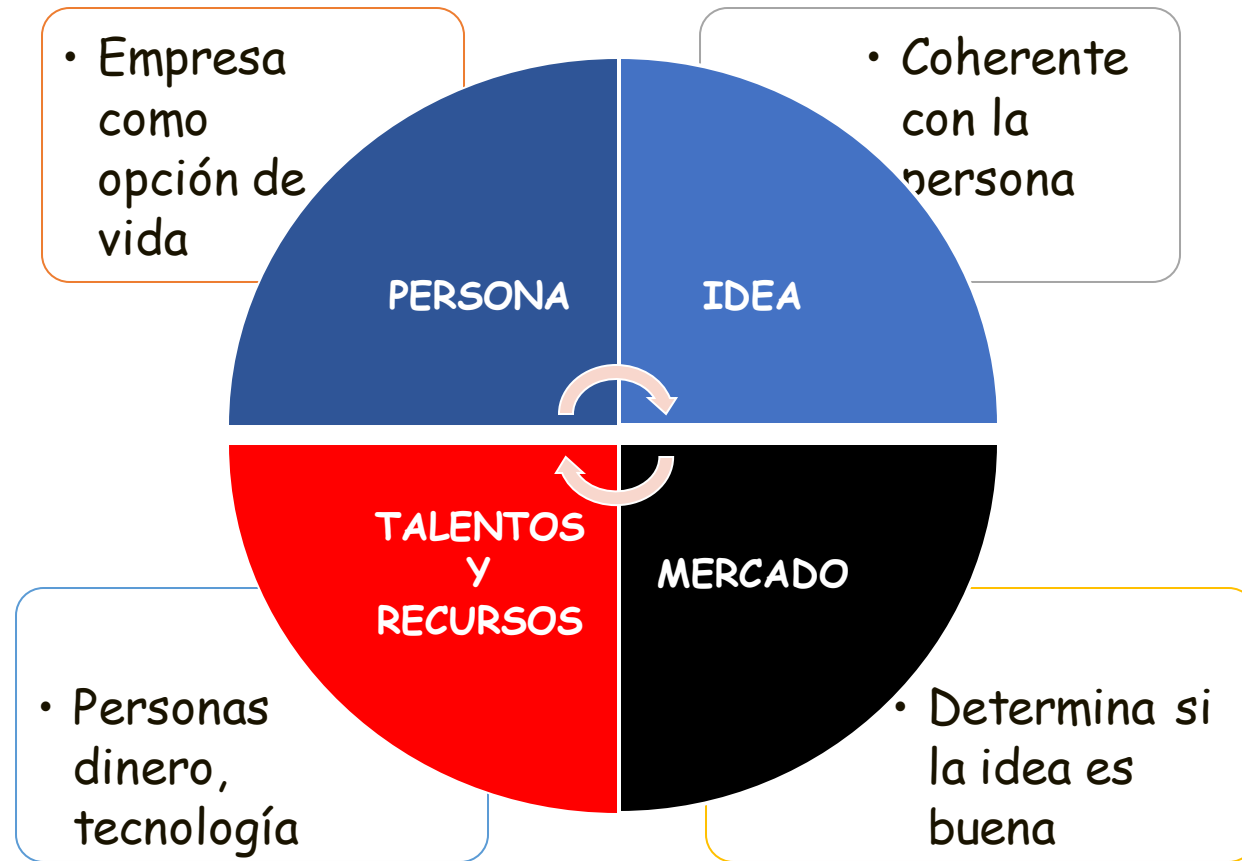 • Empresa
como
opción de
vida
• Coherente
con la
persona
PERSONA
IDEA
TALENTOS
Y
RECURSOS
MERCADO
• Personas
dinero,
tecnología
• Determina si
la idea es
buena